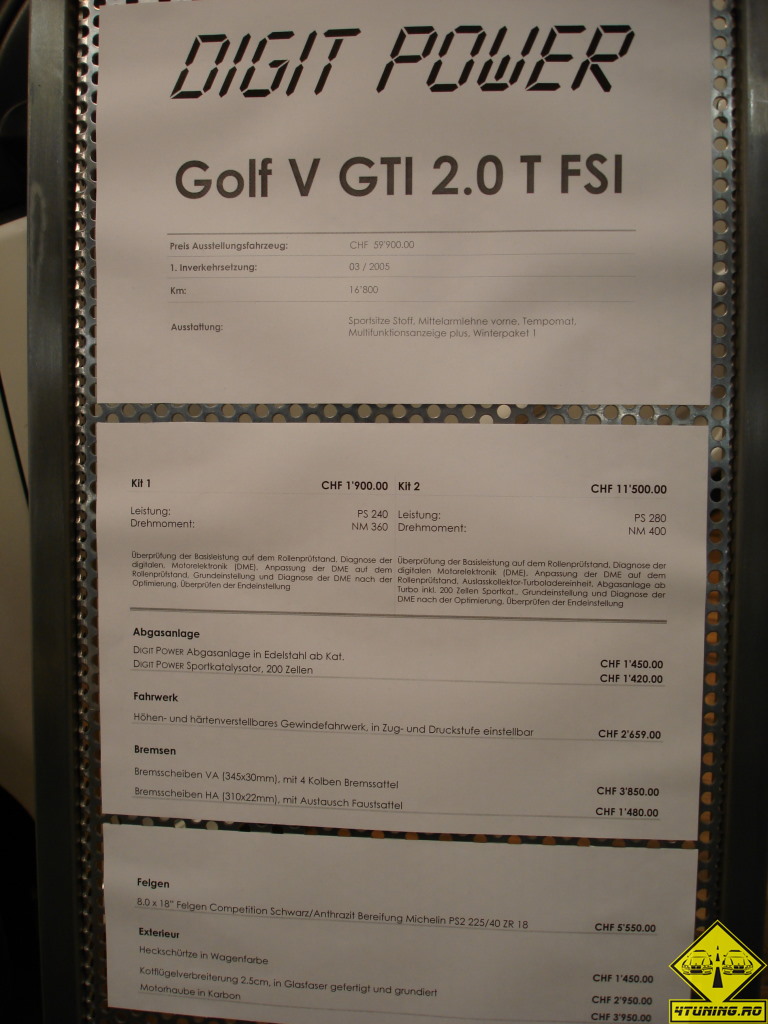 DIGIT POWER
Golf V GTI 2.0 T FSI
Preis Ausstellungsfahrzeug: CHF 59'900.00
1. Inverkehrsetzung: 03 / 2005
Km: 16'800
Ausstattung: Sportsitze Stoff, Mittelarmlehne vorne, Tempomat,
Multifunktionsanzeige plus, Winterpaket 1
Kit 1 CHF 1'900.00
Leistung: PS 240
Drehmoment: NM 360
Überprüfung der Basisleistung auf dem Rollenprüfstand, Diagnose der
digitalen, Motorelektronik (DME), Anpassung der DME auf dem
Rollenprüfstand, Grundeinstellung und Diagnose der DME nach der
Optimierung, Überprüfen der Endeinstellung
Kit 2 CHF 11'500.00
Leistung: PS 280
Drehmoment: NM 400
Überprüfung der Basisleistung auf dem Rollenprüfstand, Diagnose der
digitalen Motorelektronik (DME), Anpassung der DME auf dem
Rollenprüfstand, Auslasskollektor-Turboladereinheit, Abgasanlage ab
Turbo inkl. 200 Zellen Sportkat., Grundeinstellung und Diagnose der
DME nach der Optimierung, Überprüfen der Endeinstellung
Abgasanlage
DIGIT POWER Abgasanlage in Edelstahl ab Kat. CHF 1'450.00
DIGIT POWER Sportkatalysator, 200 Zellen CHF 1'420.00
Fahrwerk
Höhen- und härtenverstellbares Gewindefahrwerk, in Zug- und Druckstufe einstellbar CHF 2'659.00
Bremsen
Bremsscheiben VA (345x30mm), mit 4 Kolben Bremssattel CHF 3'850.00
Bremsscheiben HA (310x22mm), mit Austausch Faustsattel CHF 1'480.00
Felgen
8.0 x 18" Felgen Competition Schwarz/Anthrazit Bereifung Michelin PS2 225/40 ZR 18 CHF 5'550.00
Exterieur
Heckschürtze in Wagenfarbe CHF 1'450.00
Kotflügelverbreiterung 2.5cm, in Glasfaser gefertigt und grundiert CHF 2'950.00
Motorhaube in Karbon CHF 3'950.00
4TUNING.RO